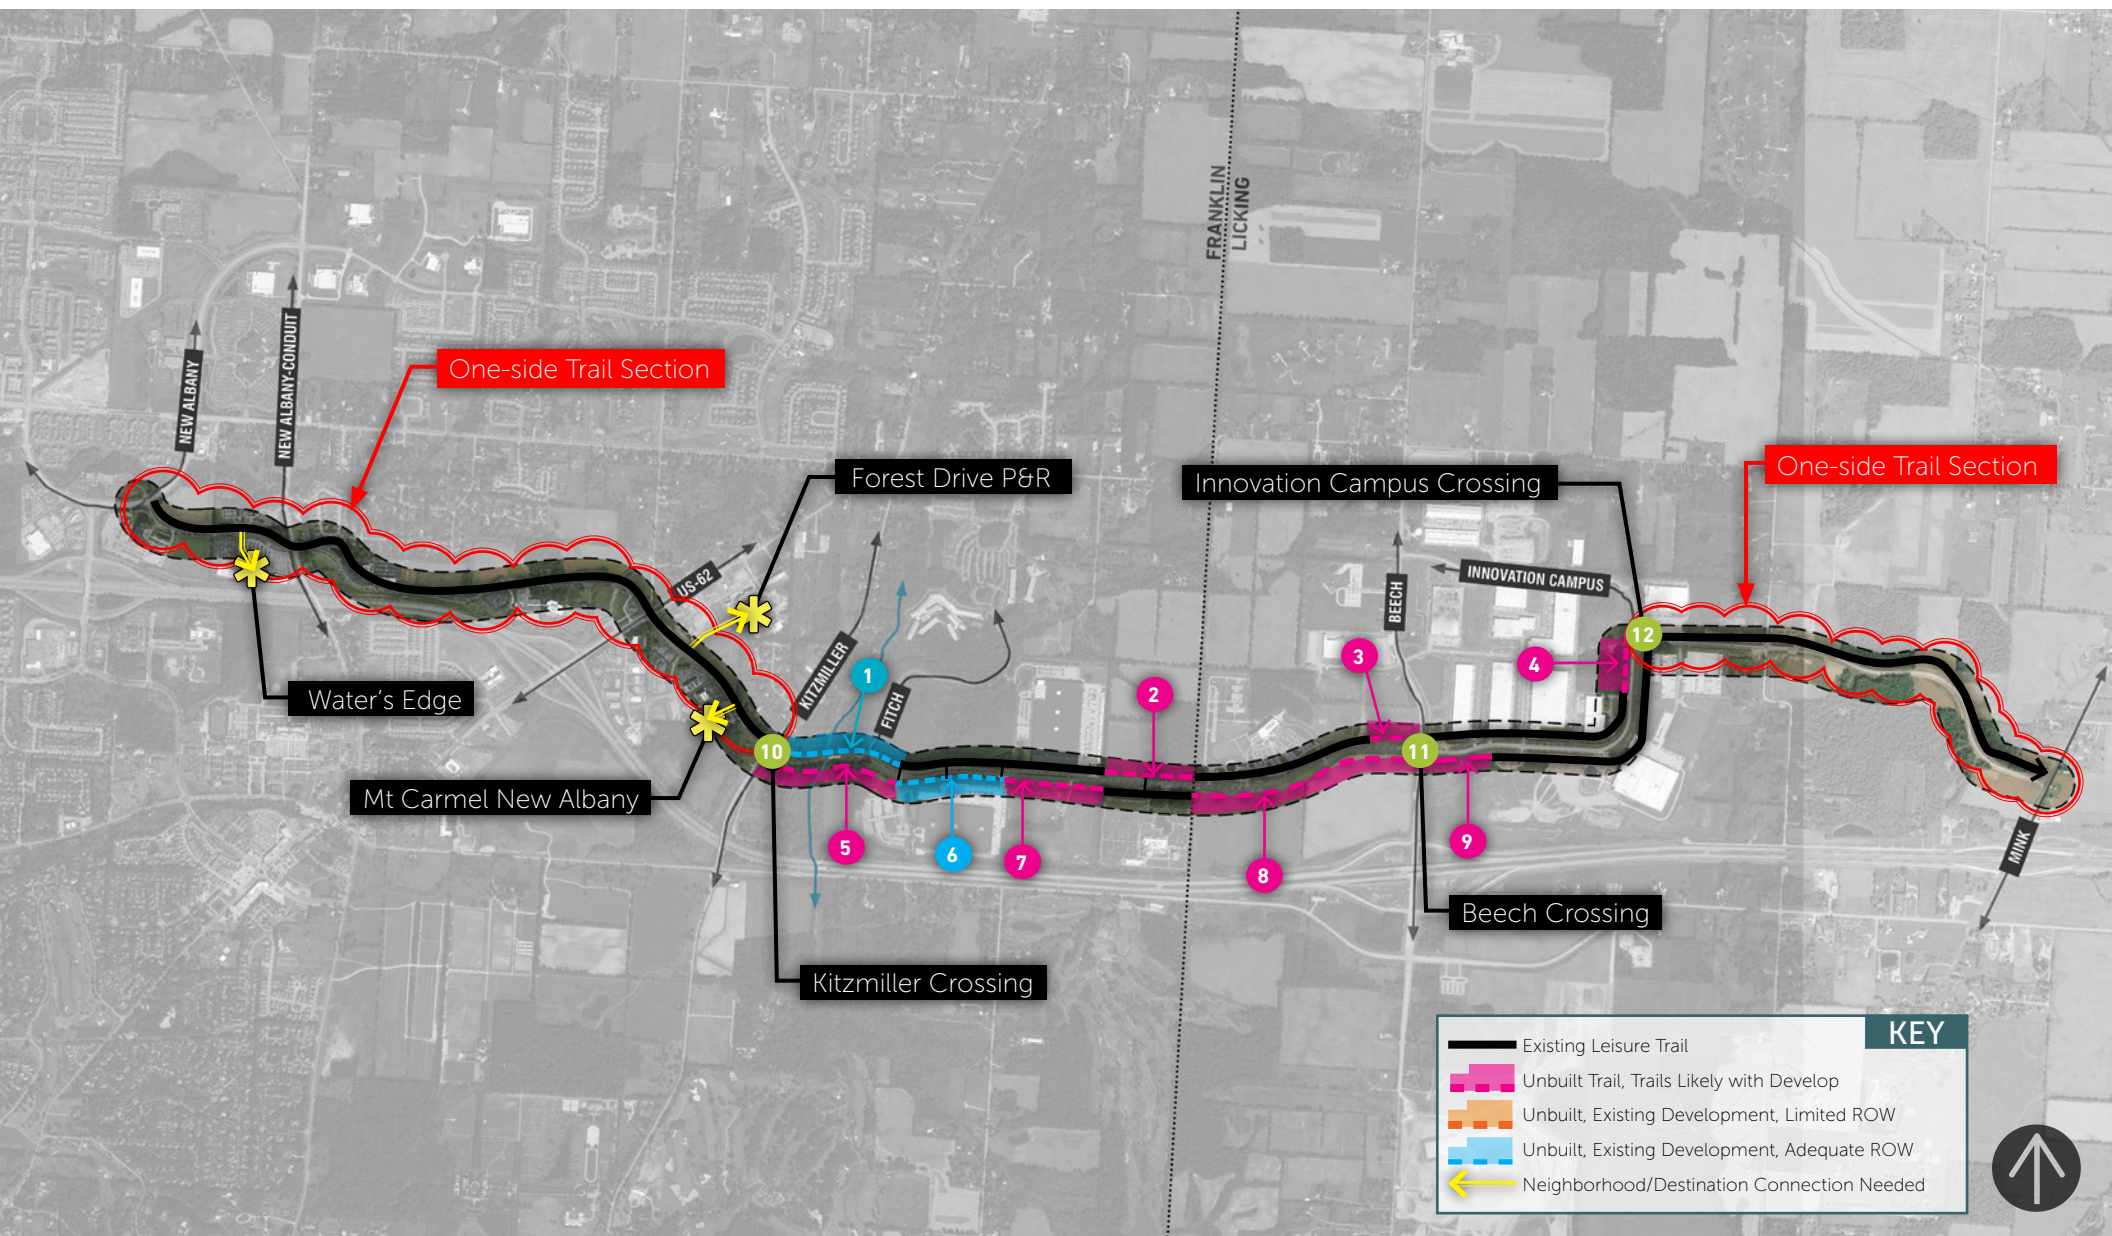 FRANKLIN
LICKING
NEW ALBANY
NEW ALBANY-CONDUIT
One-side Trail Section
Forest Drive P&R
Innovation Campus Crossing
One-side Trail Section
US-62
BEECH
INNOVATION CAMPUS
KITZMILLER
FITCH
Water's Edge
Mt Carmel New Albany
1
2
3
4
12
10
11
5
6
7
8
9
MINK
Beech Crossing
Kitzmiller Crossing
KEY
Existing Leisure Trail
Unbuilt Trail, Trails Likely with Develop
Unbuilt, Existing Development, Limited ROW
Unbuilt, Existing Development, Adequate ROW
Neighborhood/Destination Connection Needed